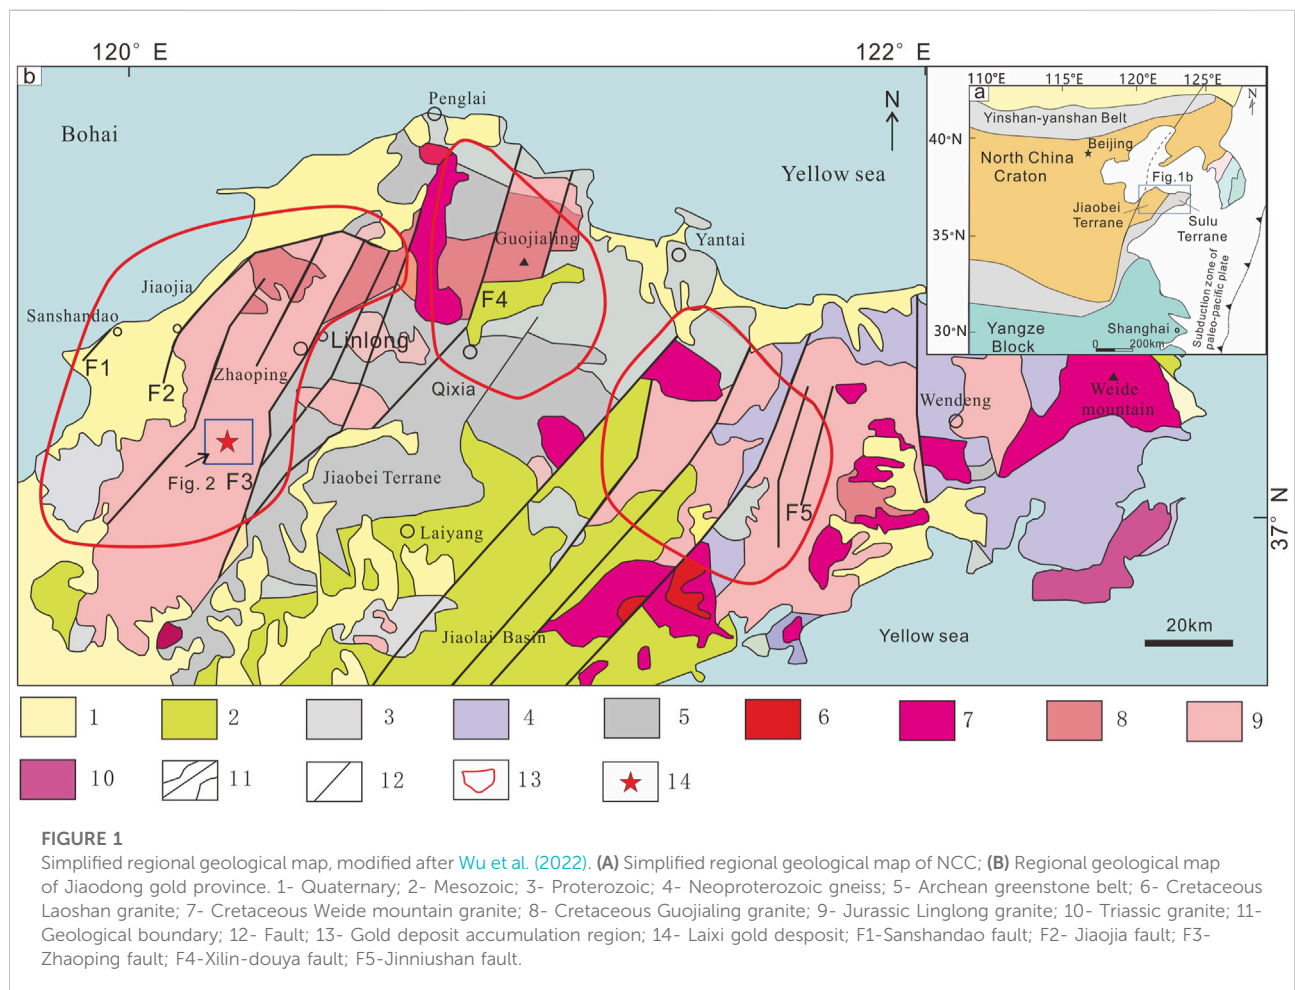 120° E
122° E
b
Penglai
Bohai
N
Yellow sea
Guojialing
Yantai
Jiaojia
Sanshandao
F1
F2
Zhaoping
Linlong
F4
Qixia
Fig. 2
F3
Jiaobei Terrane
Laiyang
Jiaolai Basin
F5
Wendeng
Weide
mountain
37° N
20km
Yellow sea
a
110°E
115°E
120°E
125°E
N
Yinshan-yanshan Belt
40°N
Beijing
North China
Craton
Fig.1b
Jiaobei
Terrane
Sulu
Terrane
35°N
Subduction zone of
paleo-pacific plate
30°N
Yangze
Block
Shanghai
0 200km
1 2 3 4 5 6 7 8 9
10 11 12 13 14
FIGURE 1
Simplified regional geological map, modified after Wu et al. (2022). (A) Simplified regional geological map of NCC; (B) Regional geological map
of Jiaodong gold province. 1- Quaternary; 2- Mesozoic; 3- Proterozoic; 4- Neoproterozoic gneiss; 5- Archean greenstone belt; 6- Cretaceous
Laoshan granite; 7- Cretaceous Weide mountain granite; 8- Cretaceous Guojialing granite; 9- Jurassic Linglong granite; 10- Triassic granite; 11-
Geological boundary; 12- Fault; 13- Gold deposit accumulation region; 14- Laixi gold desposit; F1-Sanshandao fault; F2- Jiaojia fault; F3-
Zhaoping fault; F4-Xilin-douya fault; F5-Jinniushan fault.